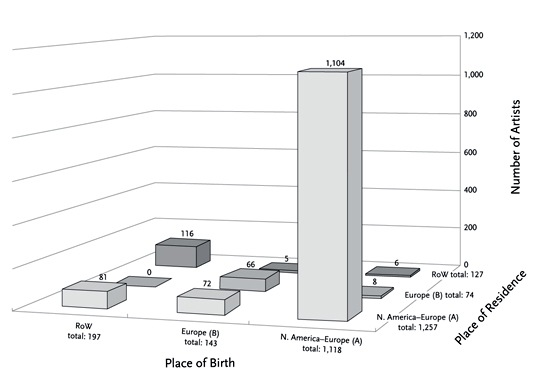 1,200
1,104
1,000
800
600
400
200
0
Number of Artists
116
5
6
66
0
81
72
8
RoW total: 127
Europe (B) total: 74
N. America–Europe (A)
total: 1,257
Place of Residence
RoW
total: 197
Europe (B)
total: 143
N. America–Europe (A)
total: 1,118
Place of Birth